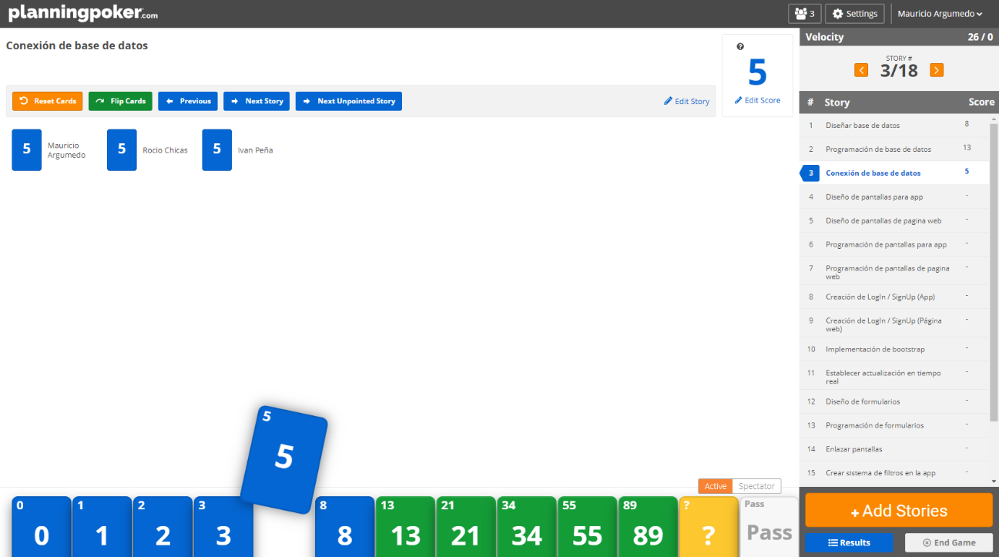 planningpoker.com
3
Settings
Mauricio Argumedo
Conexión de base de datos
?
5
Edit Score
Reset Cards
Flip Cards
Previous
Next Story
Next Unpointed Story
Edit Story
5
Mauricio
Argumedo
5
Rocio Chicas
5
Ivan Peña
Velocity 26 / 0
STORY #
3/18
# Story Score
1 Diseñar base de datos 8
2 Programación de base de datos 13
3 Conexión de base de datos 5
4 Diseño de pantallas para app -
5 Diseño de pantallas de pagina web -
6 Programación de pantallas para app -
7 Programación de pantallas de pagina -
web
8 Creación de LogIn / SignUp (App) -
9 Creación de LogIn / SignUp (Página -
web)
10 Implementación de bootstrap -
11 Establecer actualización en tiempo -
real
12 Diseño de formularios -
13 Programación de formularios -
14 Enlazar pantallas -
15 Crear sistema de filtros en la app -
+ Add Stories
Results
End Game
Active
Spectator
0
0
1
1
2
2
3
3
5
5
8
8
13
13
21
21
34
34
55
55
89
89
?
?
Pass
Pass